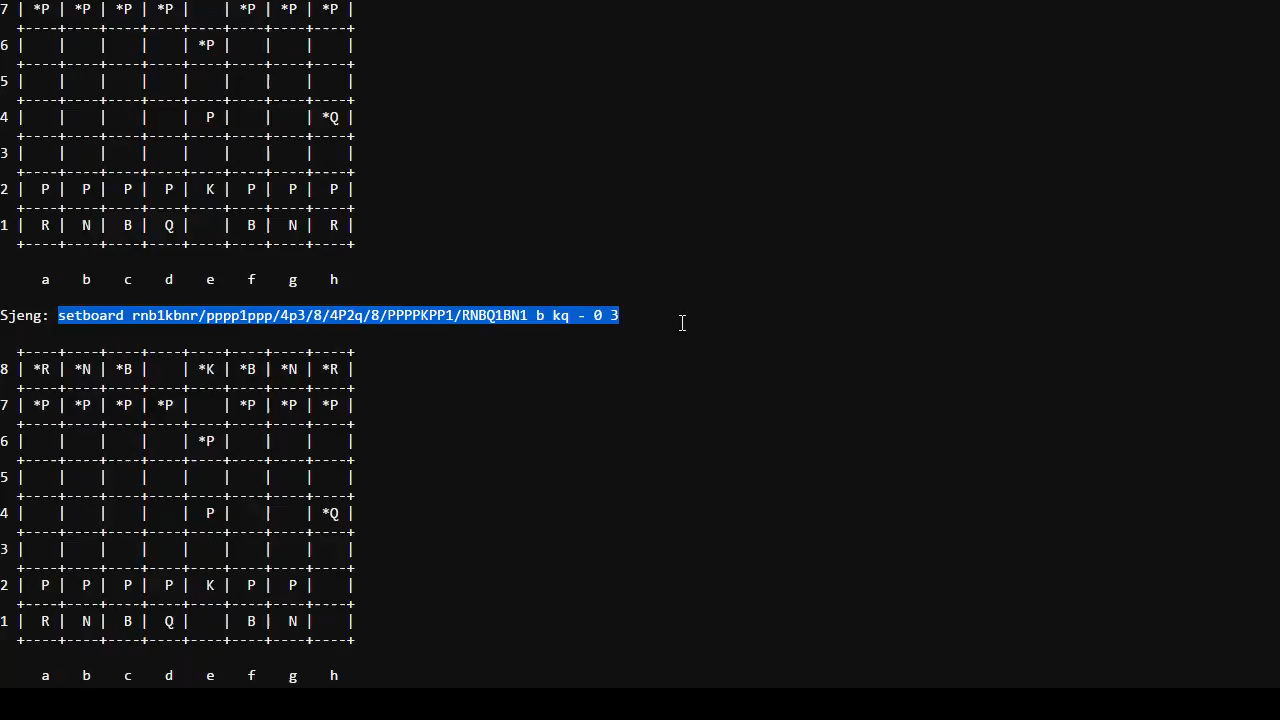 7 | *P | *P | *P | *P |    | *P | *P | *P |
  +----+----+----+----+----+----+----+----+
6 |    |    |    |    | *P |    |    |    |
  +----+----+----+----+----+----+----+----+
5 |    |    |    |    |    |    |    |    |
  +----+----+----+----+----+----+----+----+
4 |    |    |    |    |  P |    |    | *Q |
  +----+----+----+----+----+----+----+----+
3 |    |    |    |    |    |    |    |    |
  +----+----+----+----+----+----+----+----+
2 |  P |  P |  P |  P |  K |  P |  P |  P |
  +----+----+----+----+----+----+----+----+
1 |  R |  N |  B |  Q |    |  B |  N |  R |
  +----+----+----+----+----+----+----+----+
     a    b    c    d    e    f    g    h
Sjeng: setboard rnb1kbnr/pppp1ppp/4p3/8/4P2q/8/PPPPKPP1/RNBQ1BN1 b kq - 0 3
  +----+----+----+----+----+----+----+----+
8 | *R | *N | *B |    | *K | *B | *N | *R |
  +----+----+----+----+----+----+----+----+
7 | *P | *P | *P | *P |    | *P | *P | *P |
  +----+----+----+----+----+----+----+----+
6 |    |    |    |    | *P |    |    |    |
  +----+----+----+----+----+----+----+----+
5 |    |    |    |    |    |    |    |    |
  +----+----+----+----+----+----+----+----+
4 |    |    |    |    |  P |    |    | *Q |
  +----+----+----+----+----+----+----+----+
3 |    |    |    |    |    |    |    |    |
  +----+----+----+----+----+----+----+----+
2 |  P |  P |  P |  P |  K |  P |  P |    |
  +----+----+----+----+----+----+----+----+
1 |  R |  N |  B |  Q |    |  B |  N |    |
  +----+----+----+----+----+----+----+----+
     a    b    c    d    e    f    g    h